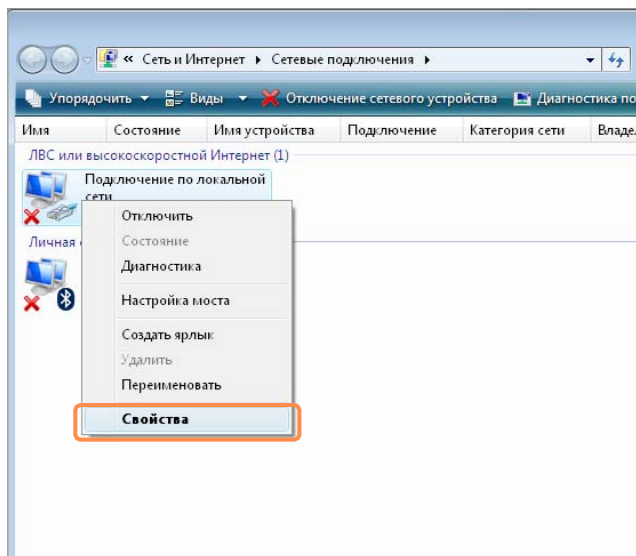 « Сеть и Интернет Сетевые подключения
Упорядочить Виды Отключение сетевого устройства Диагностика по
Имя Состояние Имя устройства Подключение Категория сети Владел
ЛВС или высокоскоростной Интернет (1)
Подключение по локальной
сети
Отключить
Личная
Состояние
Диагностика
Настройка моста
Создать ярлык
Удалить
Переименовать
Свойства